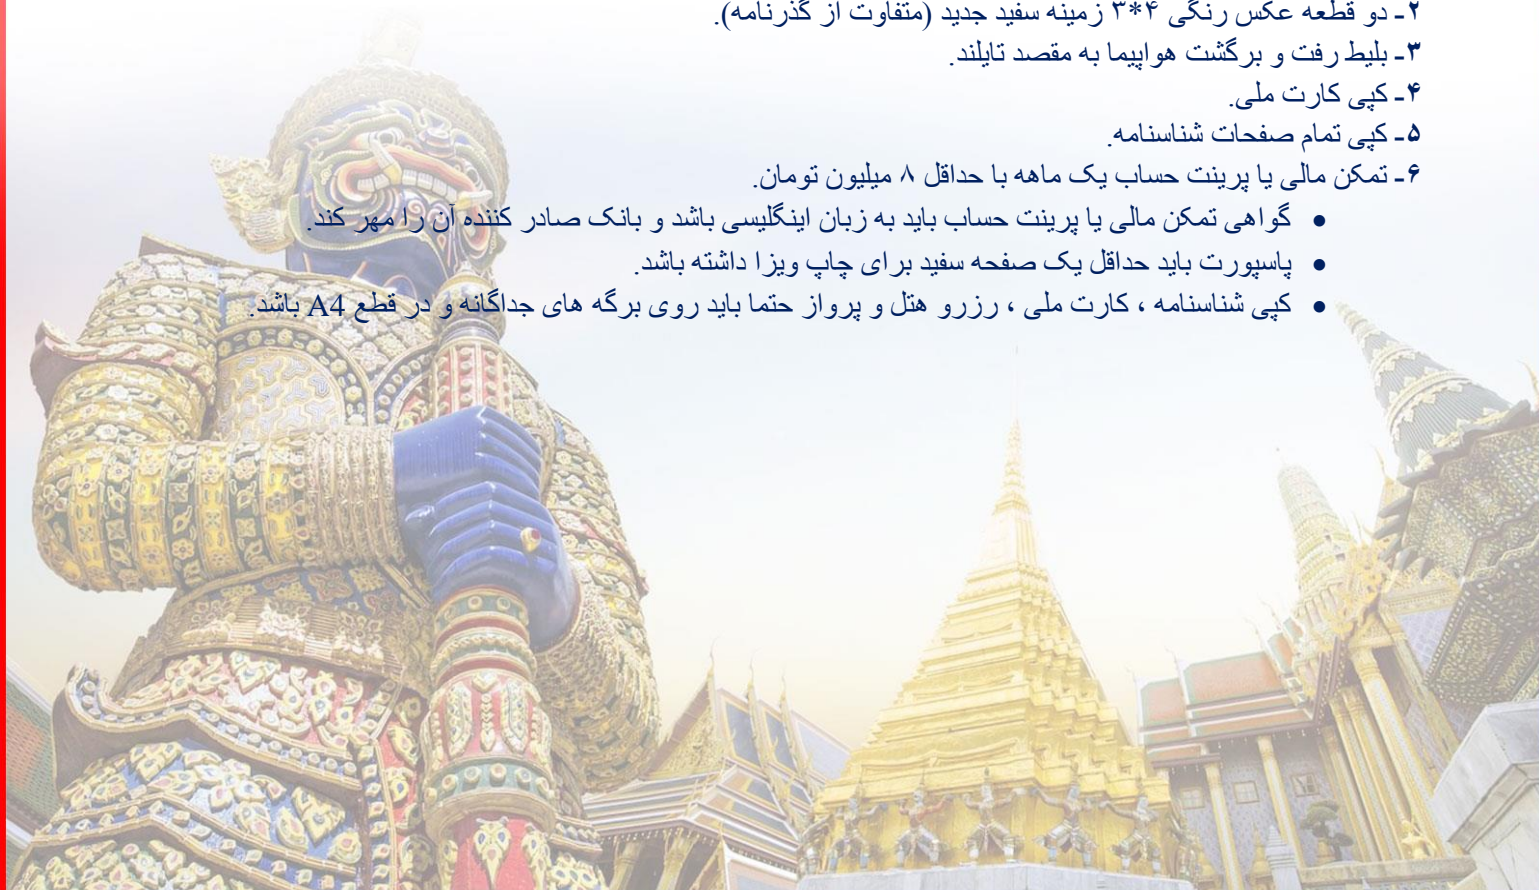 ۲- دو قطعه عکس رنگی ۴*۳ زمینه سفید جدید (متفاوت از گذرنامه).
۳- بلیط رفت و برگشت هواپیما به مقصد تایلند.
۴- کپی کارت ملی.
۵- کپی تمام صفحات شناسنامه.
۶- تمکن مالی یا پرینت حساب یک ماهه با حداقل ۸ میلیون تومان.
• گواهی تمکن مالی یا پرینت حساب باید به زبان اینگلیسی باشد و بانک صادر کننده آن را مهر کند.
• پاسپورت باید حداقل یک صفحه سفید برای چاپ ویزا داشته باشد.
• کپی شناسنامه ، کارت ملی ، رزرو هتل و پرواز حتما باید روی برگه های جداگانه و در قطع A4 باشد.